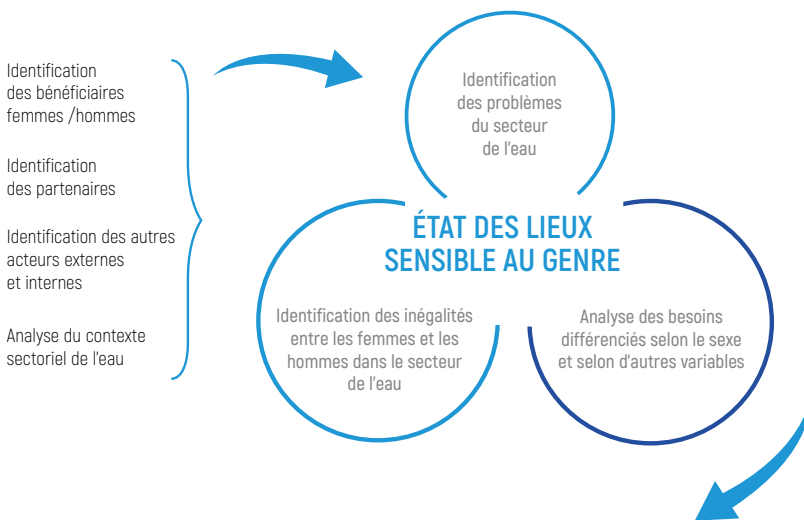 Identification
des bénéficiaires
femmes /hommes
Identification
des partenaires
Identification des autres
acteurs externes
et internes
Analyse du contexte
sectoriel de l'eau
Identification
des problèmes
du secteur
de l'eau
ÉTAT DES LIEUX
SENSIBLE AU GENRE
Identification des inégalités
entre les femmes et les
hommes dans le secteur
de l'eau
Analyse des besoins
différenciés selon le sexe
et selon d'autres variables